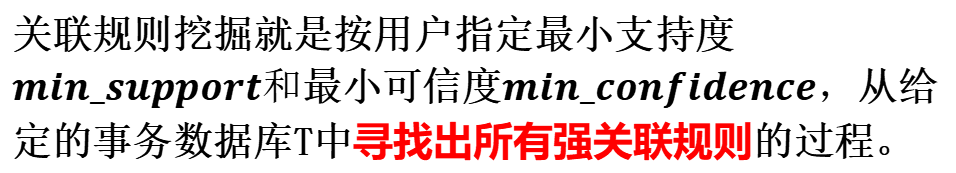 关联规则挖掘就是按用户指定最小支持度
min_support和最小可信度min_confidence，从给
定的事务数据库T中寻找出所有强关联规则的过程。